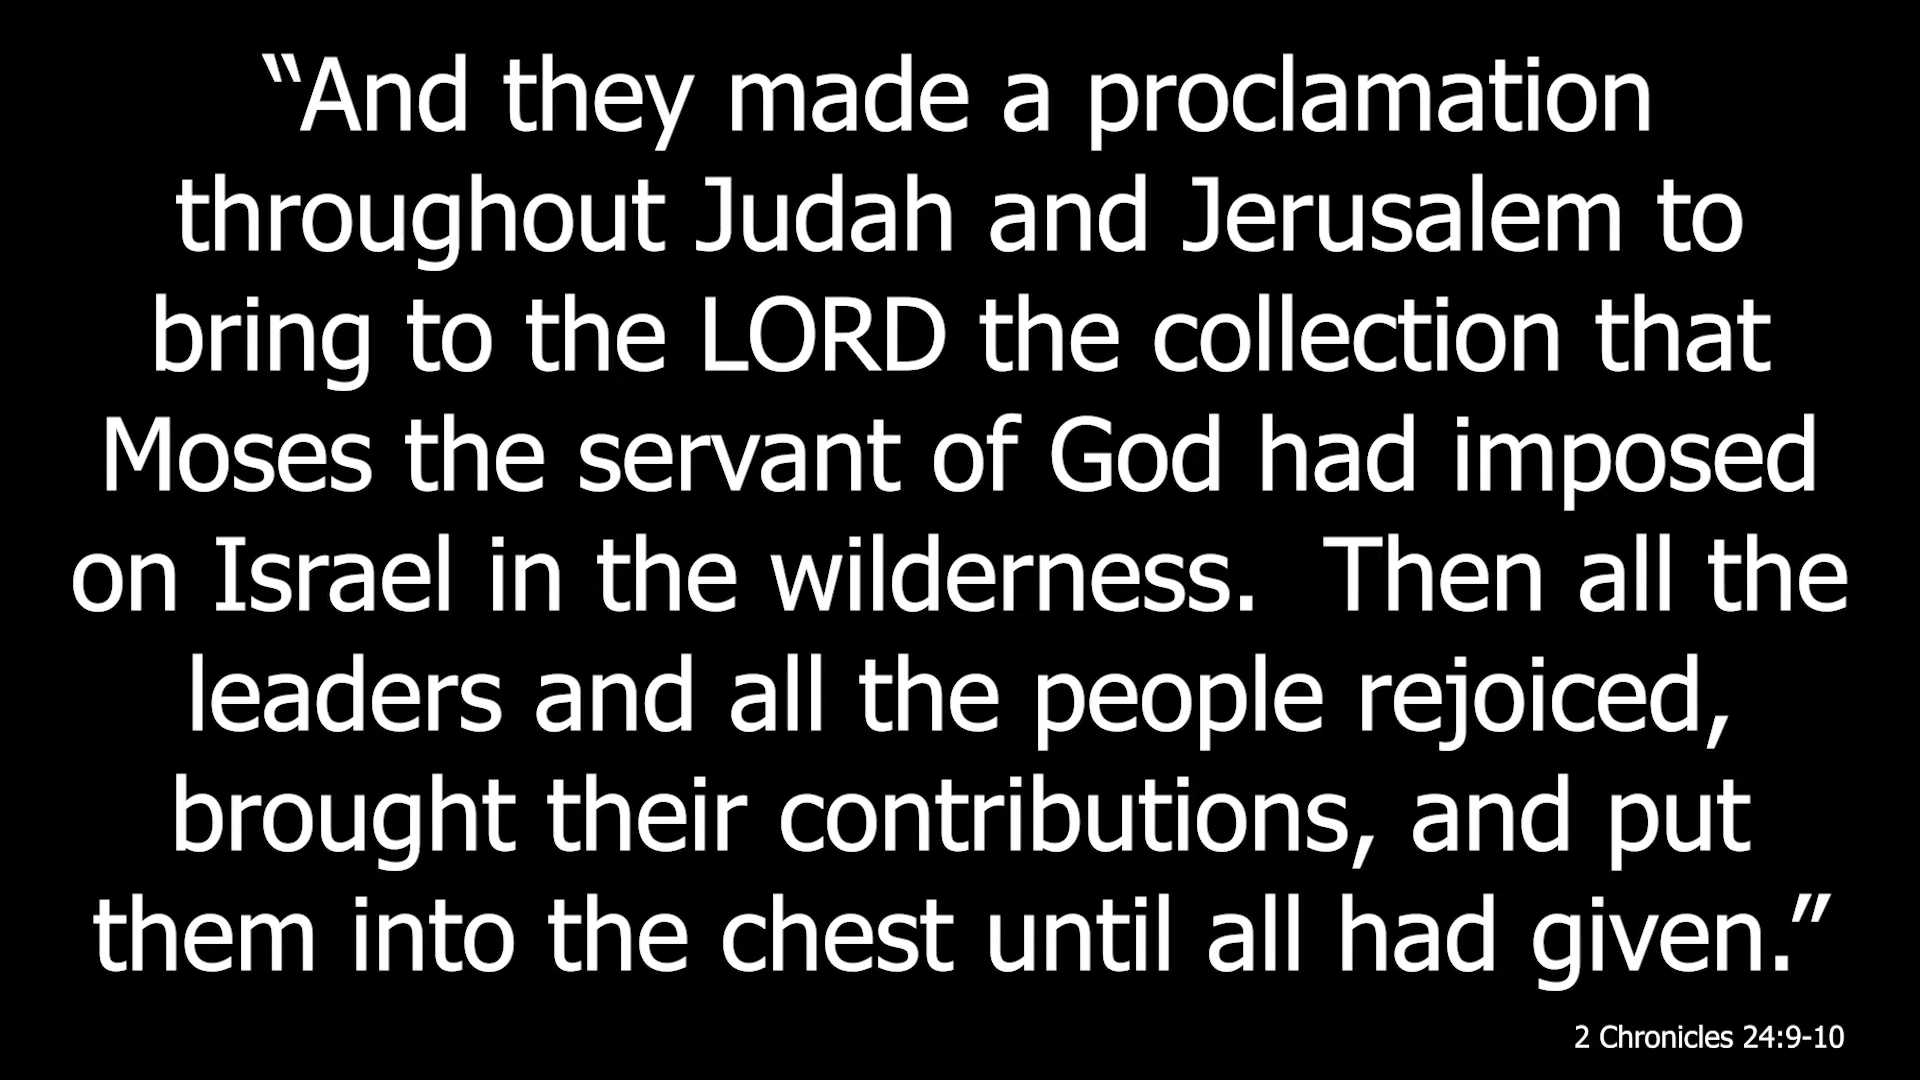 “And they made a proclamation
throughout Judah and Jerusalem to
bring to the LORD the collection that
Moses the servant of God had imposed
on Israel in the wilderness.  Then all the
leaders and all the people rejoiced,
brought their contributions, and put
them into the chest until all had given.”
2 Chronicles 24:9-10